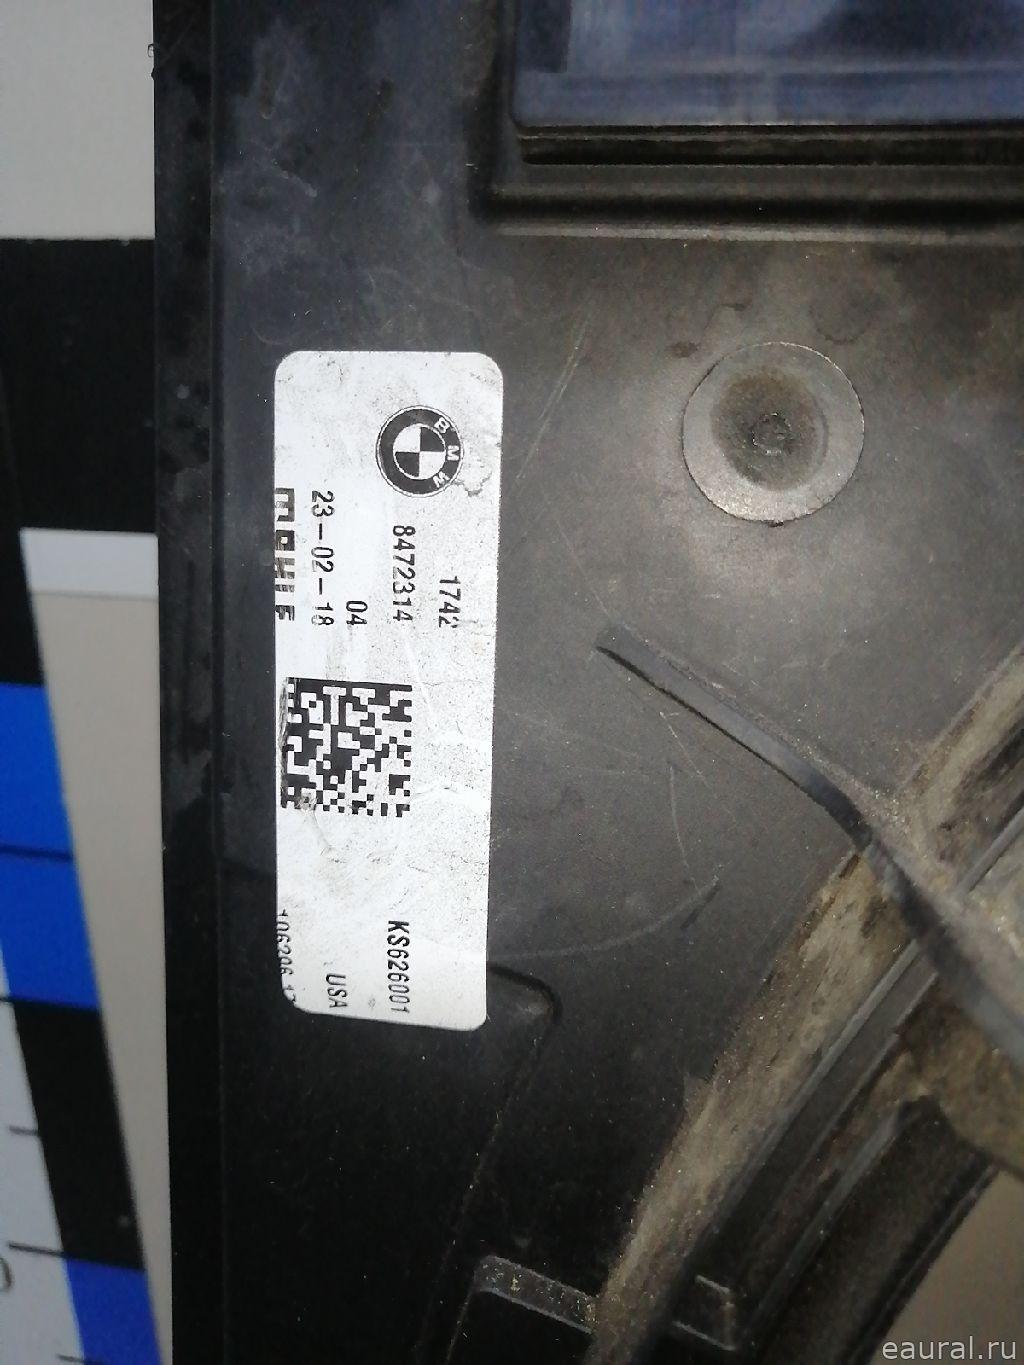 BMW
1742
8472314
04
23-02-18
MAHLE
KS626001
USA
eaural.ru